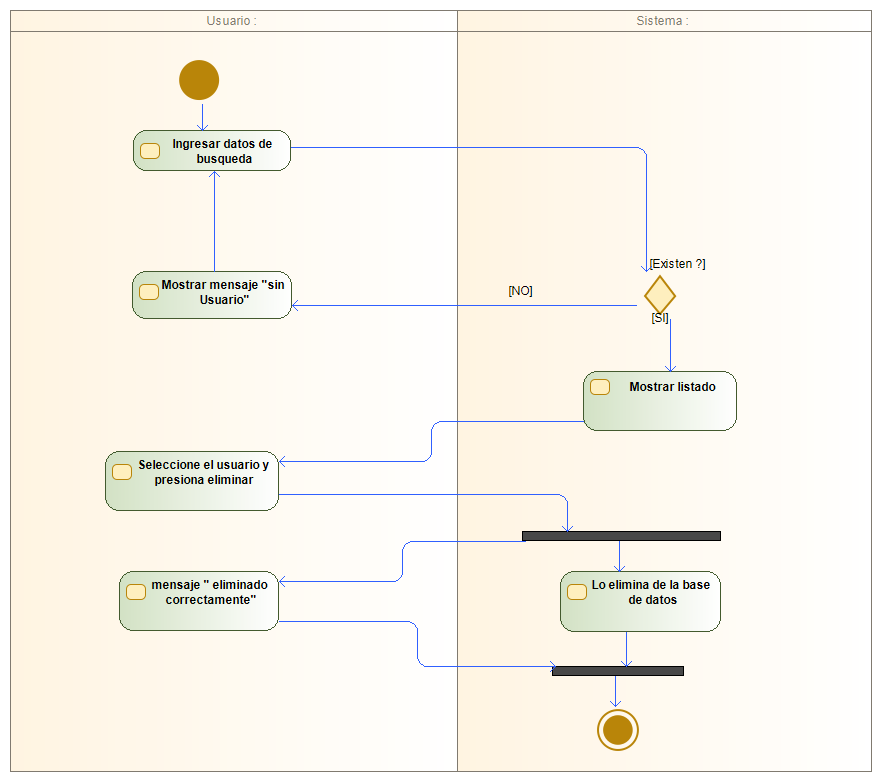 Usuario :
Sistema :
Ingresar datos de
busqueda
[Existen ?]
Mostrar mensaje "sin
Usuario"
[NO]
[SI]
Mostrar listado
Seleccione el usuario y
presiona eliminar
mensaje " eliminado
correctamente"
Lo elimina de la base
de datos